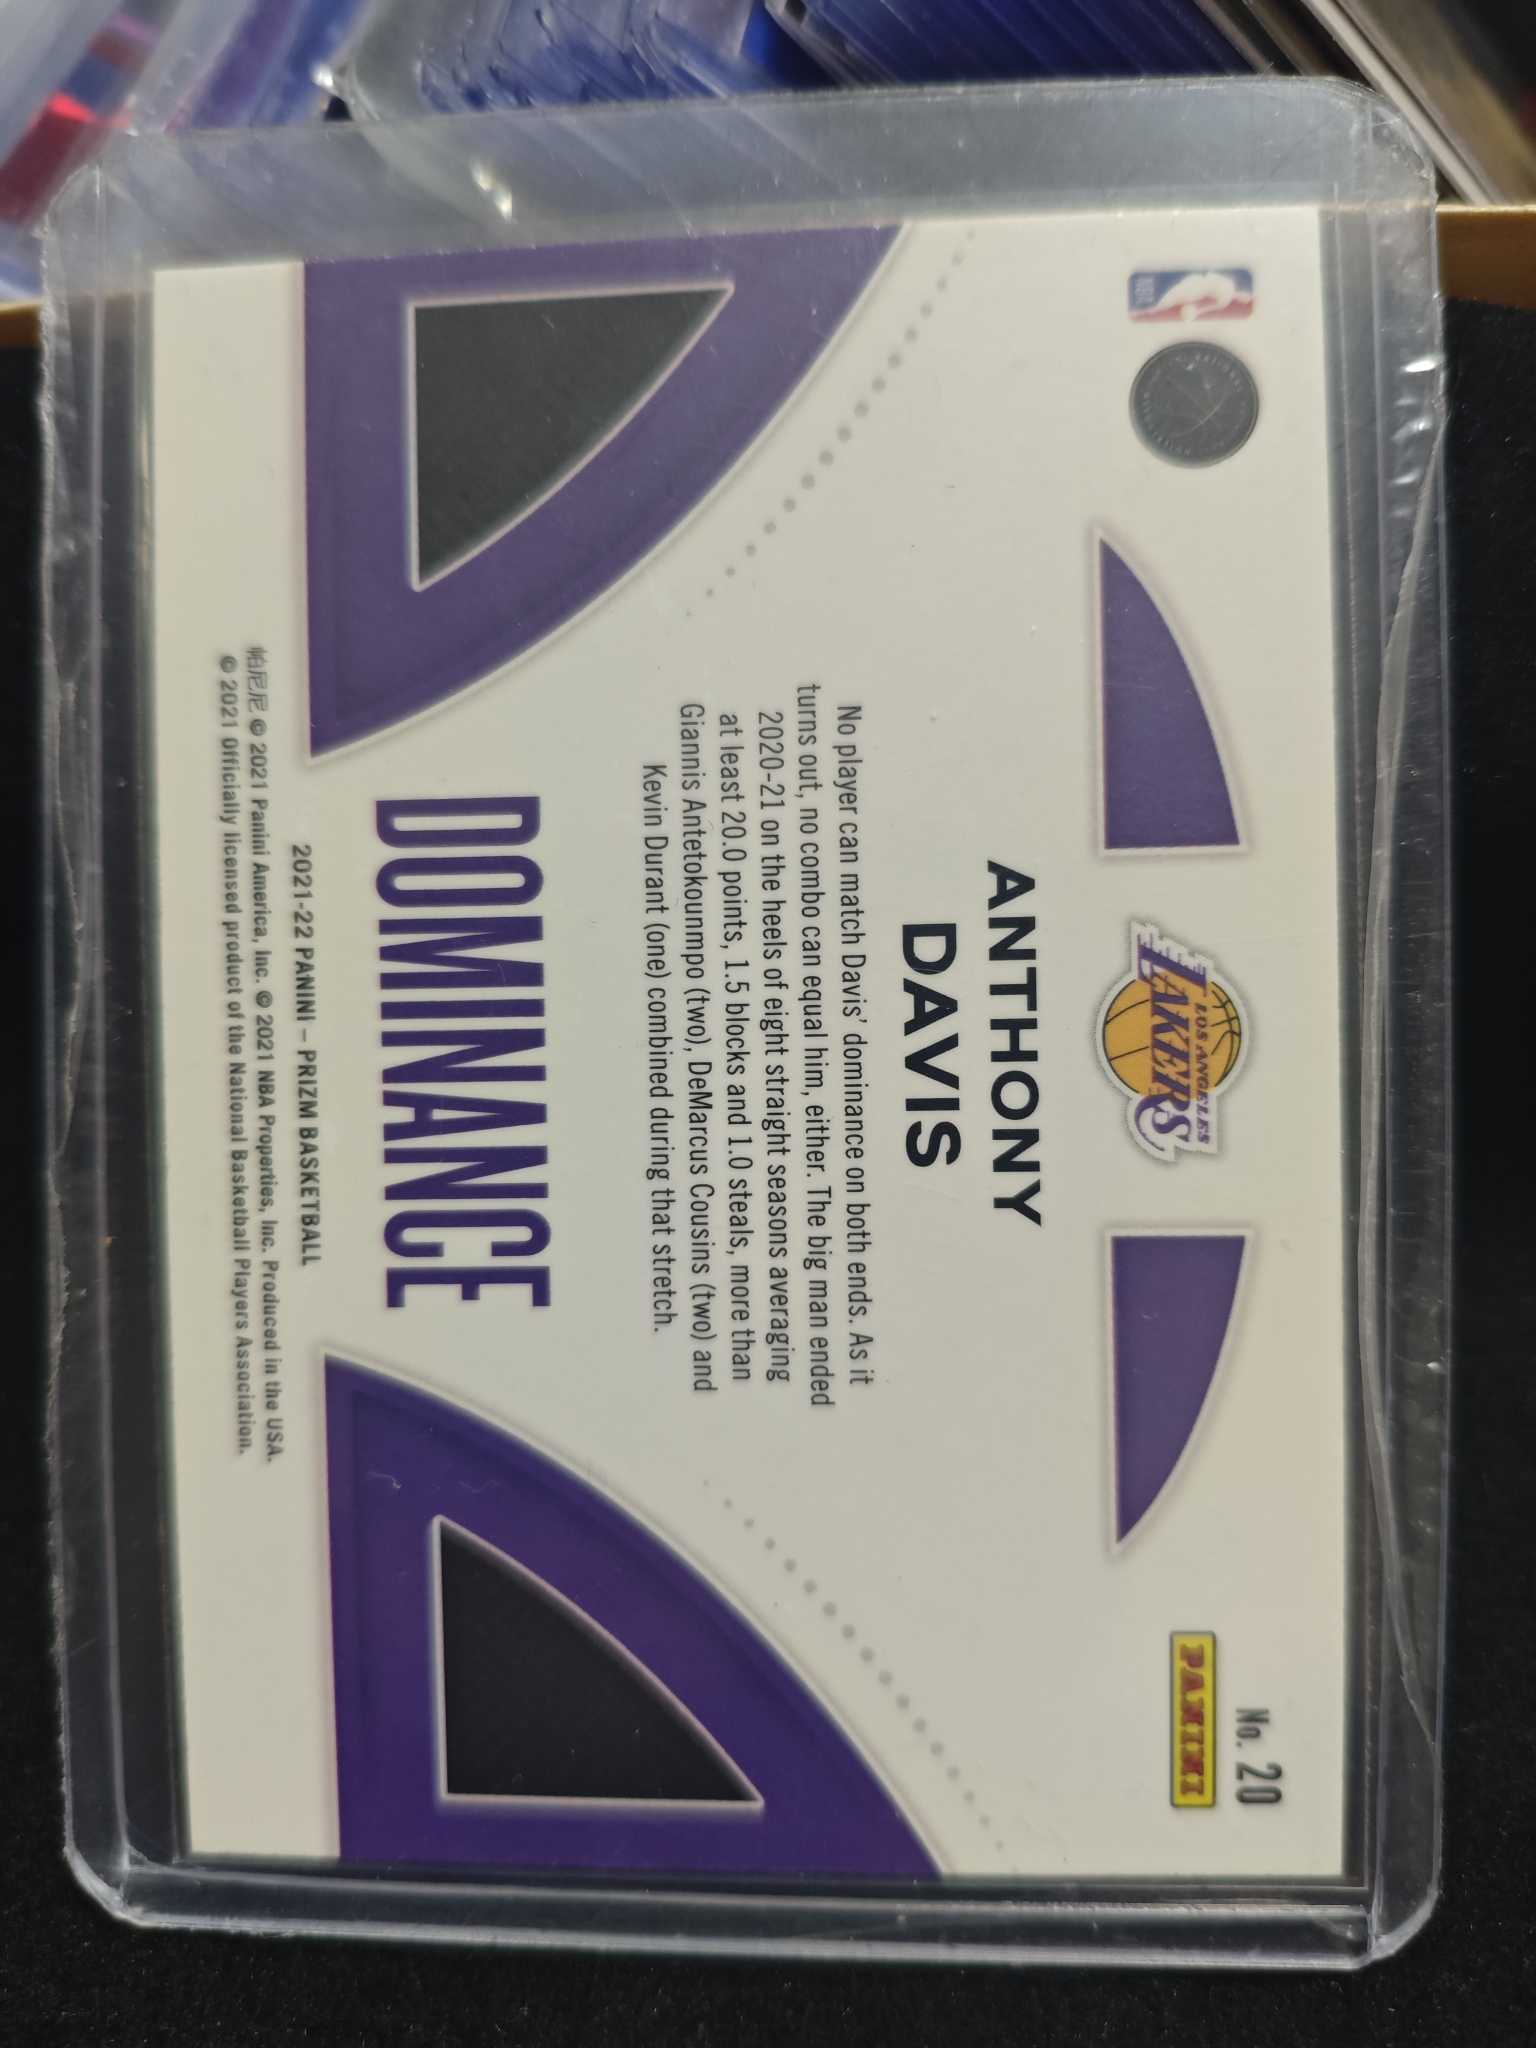 NBA
No. 20
PANINI
LOS ANGELES
LAKERS
ANTHONY
DAVIS
No player can match Davis' dominance on both ends. As it
turns out, no combo can equal him, either. The big man ended
2020-21 on the heels of eight straight seasons averaging
at least 20.0 points, 1.5 blocks and 1.0 steals, more than
Giannis Antetokounmpo (two), DeMarcus Cousins (two) and
Kevin Durant (one) combined during that stretch.
DOMINANCE
2021-22 PANINI – PRIZM BASKETBALL
帕尼尼 © 2021 Panini America, Inc. © 2021 NBA Properties, Inc. Produced in the USA.
© 2021 Officially licensed product of the National Basketball Players Association.